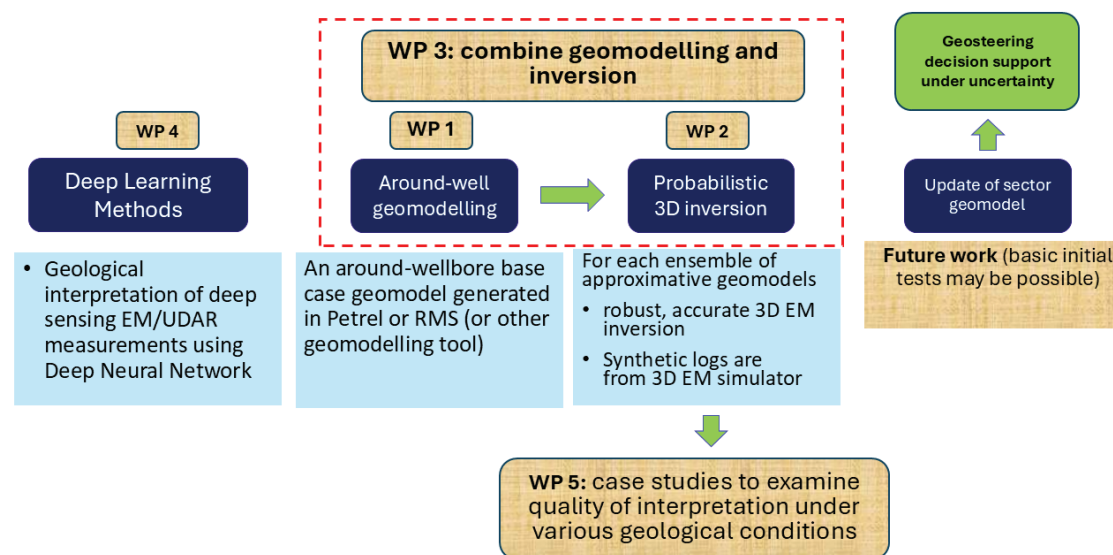 WP 3: combine geomodelling and
inversion
Geosteering
decision support
under uncertainty
WP 4
WP 1
WP 2
Deep Learning
Methods
Around-well
geomodelling
Probabilistic
3D inversion
Update of sector
geomodel
• Geological
interpretation of deep
sensing EM/UDAR
measurements using
Deep Neural Network
An around-wellbore base
case geomodel generated
in Petrel or RMS (or other
geomodelling tool)
For each ensemble of
approximative geomodels
• robust, accurate 3D EM
inversion
• Synthetic logs are
from 3D EM simulator
Future work (basic initial
tests may be possible)
WP 5: case studies to examine
quality of interpretation under
various geological conditions